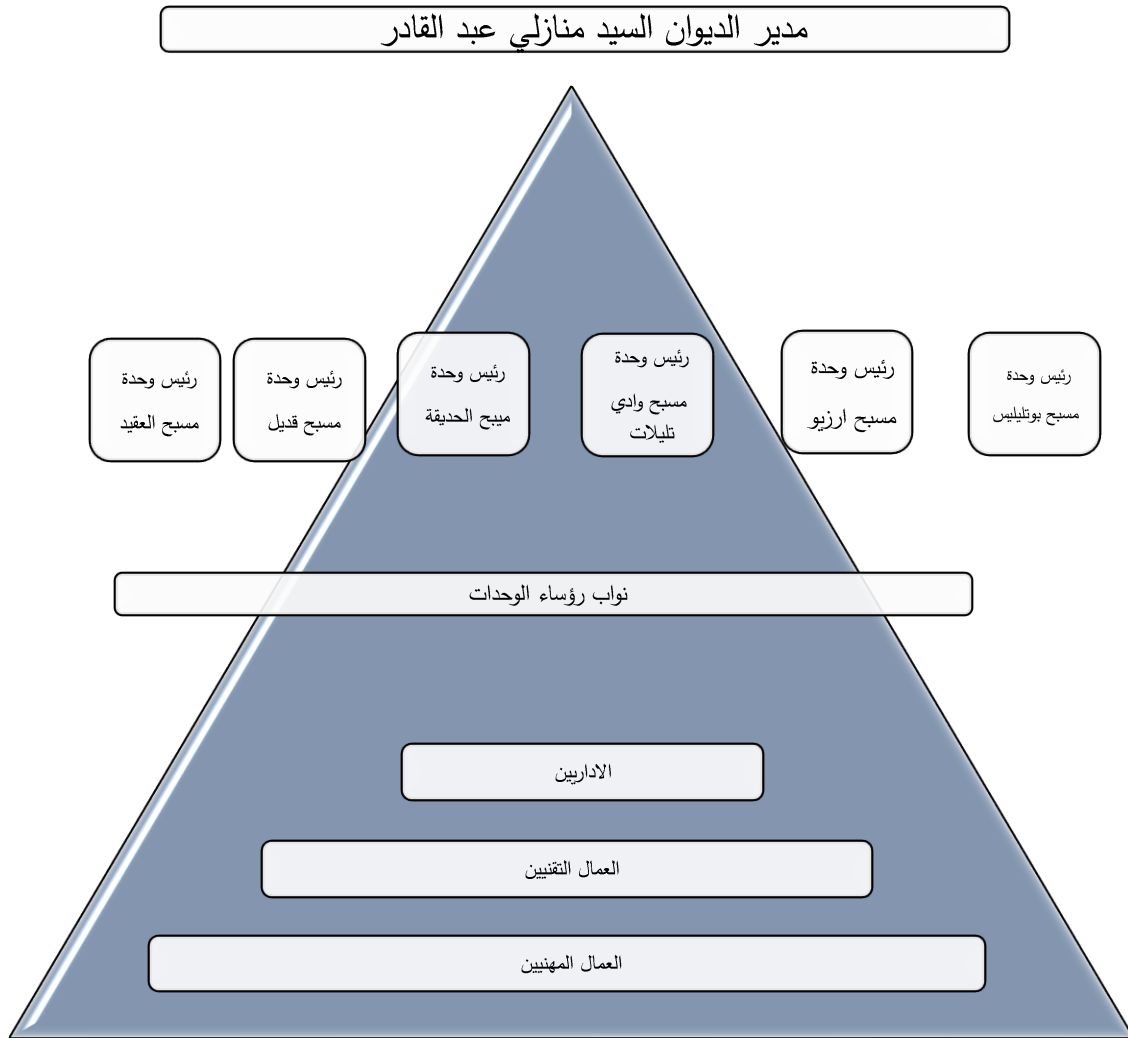 مدير الديوان السيد منازلي عبد القادر
رئيس وحدة
مسبح بوتليليس
رئيس وحدة
مسبح ارزيو
رئيس وحدة
مسبح وادي
تليلات
رئيس وحدة
ميبح الحديقة
رئيس وحدة
مسبح قديل
رئيس وحدة
مسبح العقيد
نواب رؤساء الوحدات
الاداريين
العمال التقنيين
العمال المهنيين